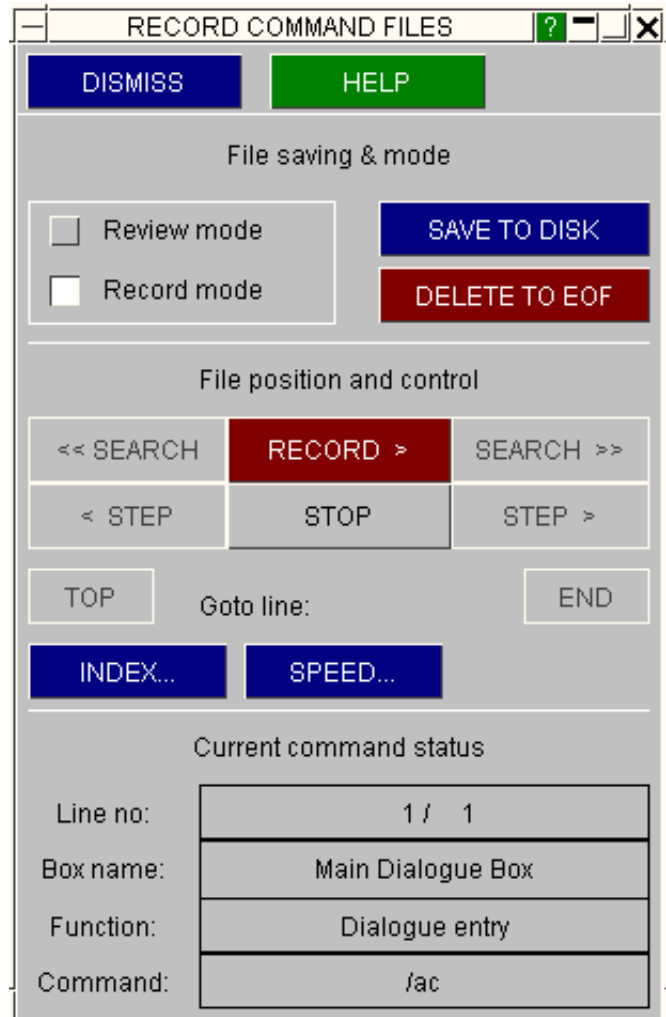 RECORD COMMAND FILES ?
DISMISS HELP
File saving & mode
Review mode SAVE TO DISK
Record mode DELETE TO EOF
File position and control
<< SEARCH RECORD > SEARCH >>
< STEP STOP STEP >
TOP Goto line: END
INDEX... SPEED...
Current command status
Line no: 1 / 1
Box name: Main Dialogue Box
Function: Dialogue entry
Command: /ac